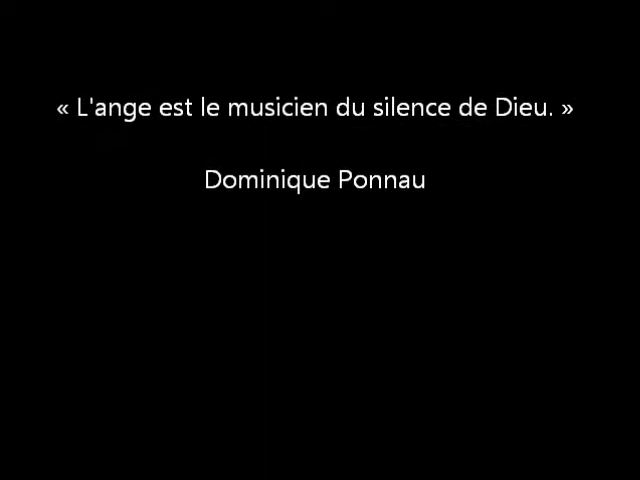 « L'ange est le musicien du silence de Dieu. »
Dominique Ponnau